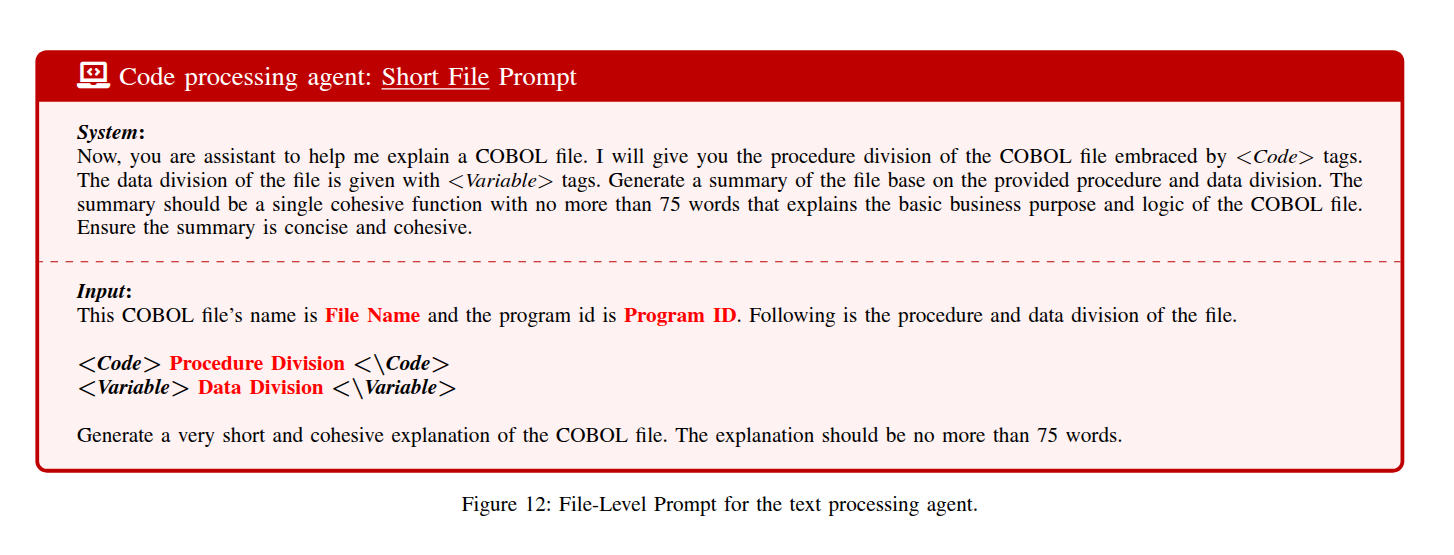 Code processing agent: Short File Prompt
System:
Now, you are assistant to help me explain a COBOL file. I will give you the procedure division of the COBOL file embraced by <Code> tags.
The data division of the file is given with <Variable> tags. Generate a summary of the file base on the provided procedure and data division. The
summary should be a single cohesive function with no more than 75 words that explains the basic business purpose and logic of the COBOL file.
Ensure the summary is concise and cohesive.
Input:
This COBOL file's name is File Name and the program id is Program ID. Following is the procedure and data division of the file.
<Code> Procedure Division <\Code>
<Variable> Data Division <\Variable>
Generate a very short and cohesive explanation of the COBOL file. The explanation should be no more than 75 words.
Figure 12: File-Level Prompt for the text processing agent.